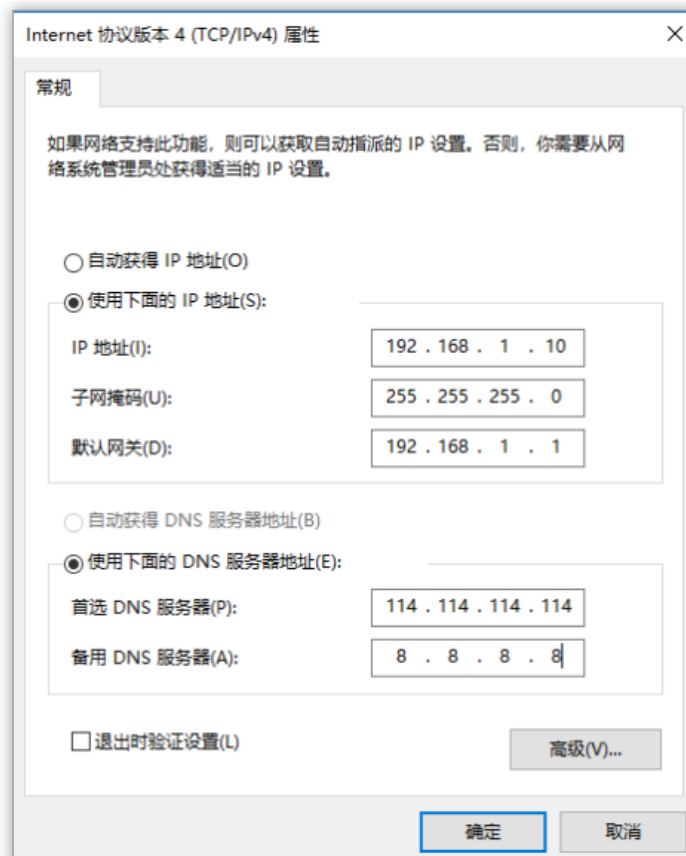 Internet 协议版本 4 (TCP/IPv4) 属性
常规
如果网络支持此功能，则可以获取自动指派的 IP 设置。否则，你需要从网
络系统管理员处获得适当的 IP 设置。
自动获得 IP 地址(O)
使用下面的 IP 地址(S):
IP 地址(I): 192 . 168 . 1 . 10
子网掩码(U): 255 . 255 . 255 . 0
默认网关(D): 192 . 168 . 1 . 1
自动获得 DNS 服务器地址(B)
使用下面的 DNS 服务器地址(E):
首选 DNS 服务器(P): 114 . 114 . 114 . 114
备用 DNS 服务器(A): 8 . 8 . 8 . 8
退出时验证设置(L)
高级(V)...
确定 取消